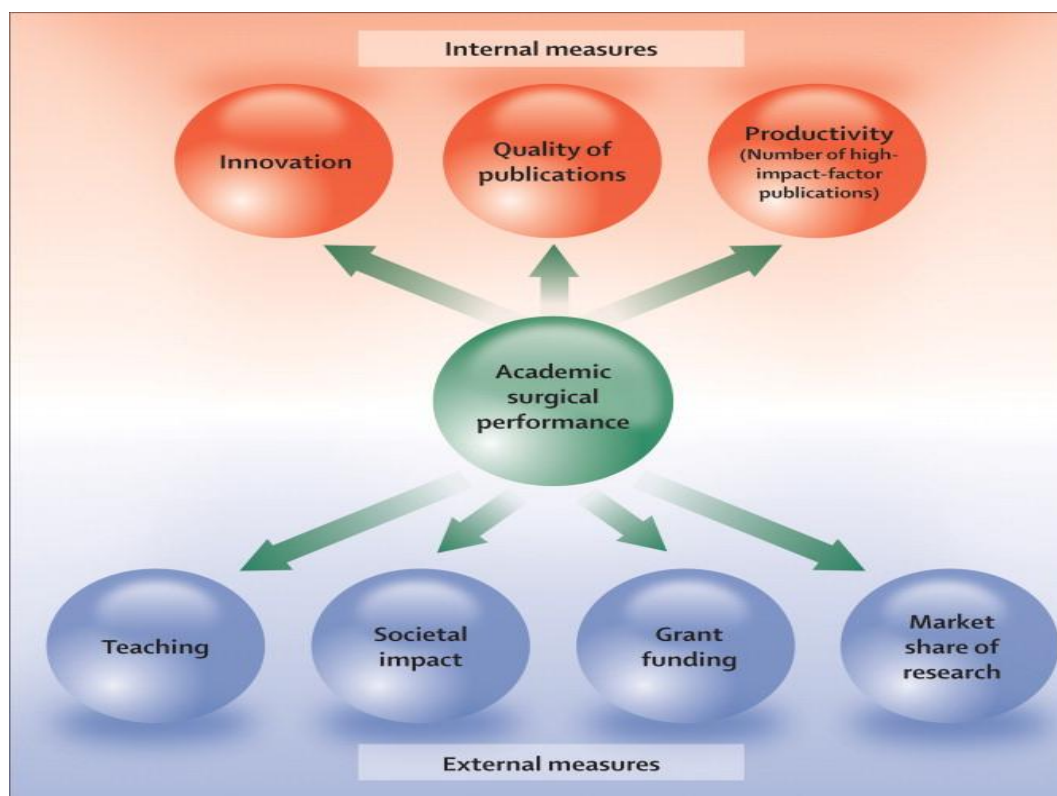 Internal measures
Innovation
Quality of
publications
Productivity
(Number of high-
impact-factor
publications)
Academic
surgical
performance
Teaching
Societal
impact
Grant
funding
Market
share of
research
External measures